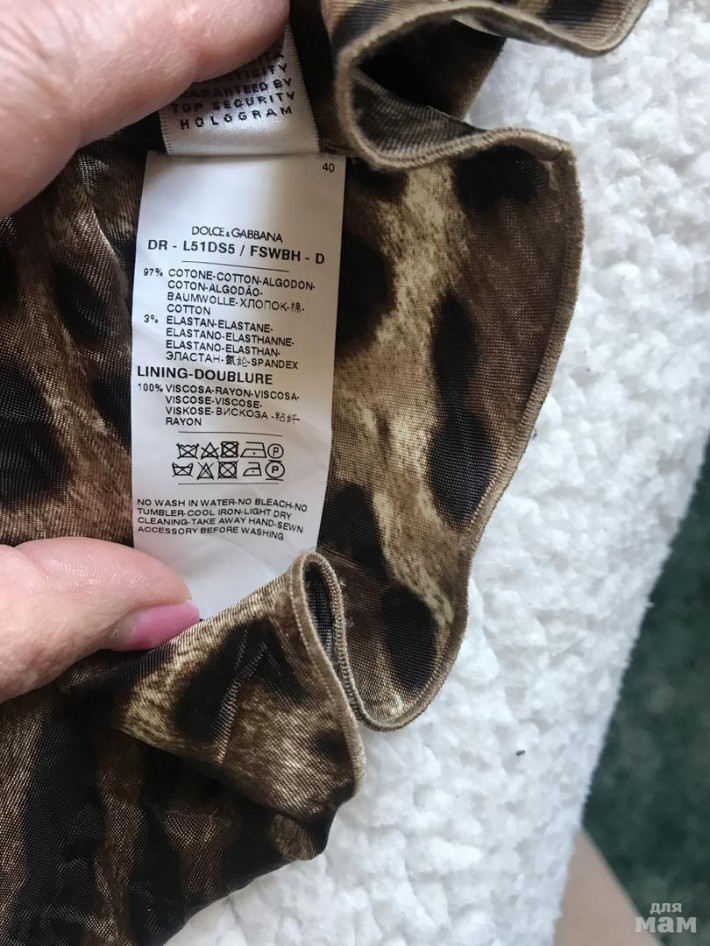 GUARANTEED BY
TOP SECURITY
HOLOGRAM
40
DOLCE & GABBANA
DR - L51DS5 / FSWBH - D
97% COTONE-COTTON-ALGODON-
COTON-ALGODÃO-
BAUMWOLLE-ХЛОПОК-棉-
COTTON
3% ELASTAN-ELASTANE-
ELASTANO-ELASTHANNE-
ELASTANO-ELASTHAN-
ЭЛАСТАН-氨纶-SPANDEX
LINING-DOUBLURE
100% VISCOSA-RAYON-VISCOSA-
VISCOSE-VISCOSE-
VISKOSE-ВИСКОЗА-粘纤
RAYON
NO WASH IN WATER-NO BLEACH-NO
TUMBLER-COOL IRON-LIGHT DRY
CLEANING-TAKE AWAY HAND-SEWN
ACCESSORY BEFORE WASHING
для
мам